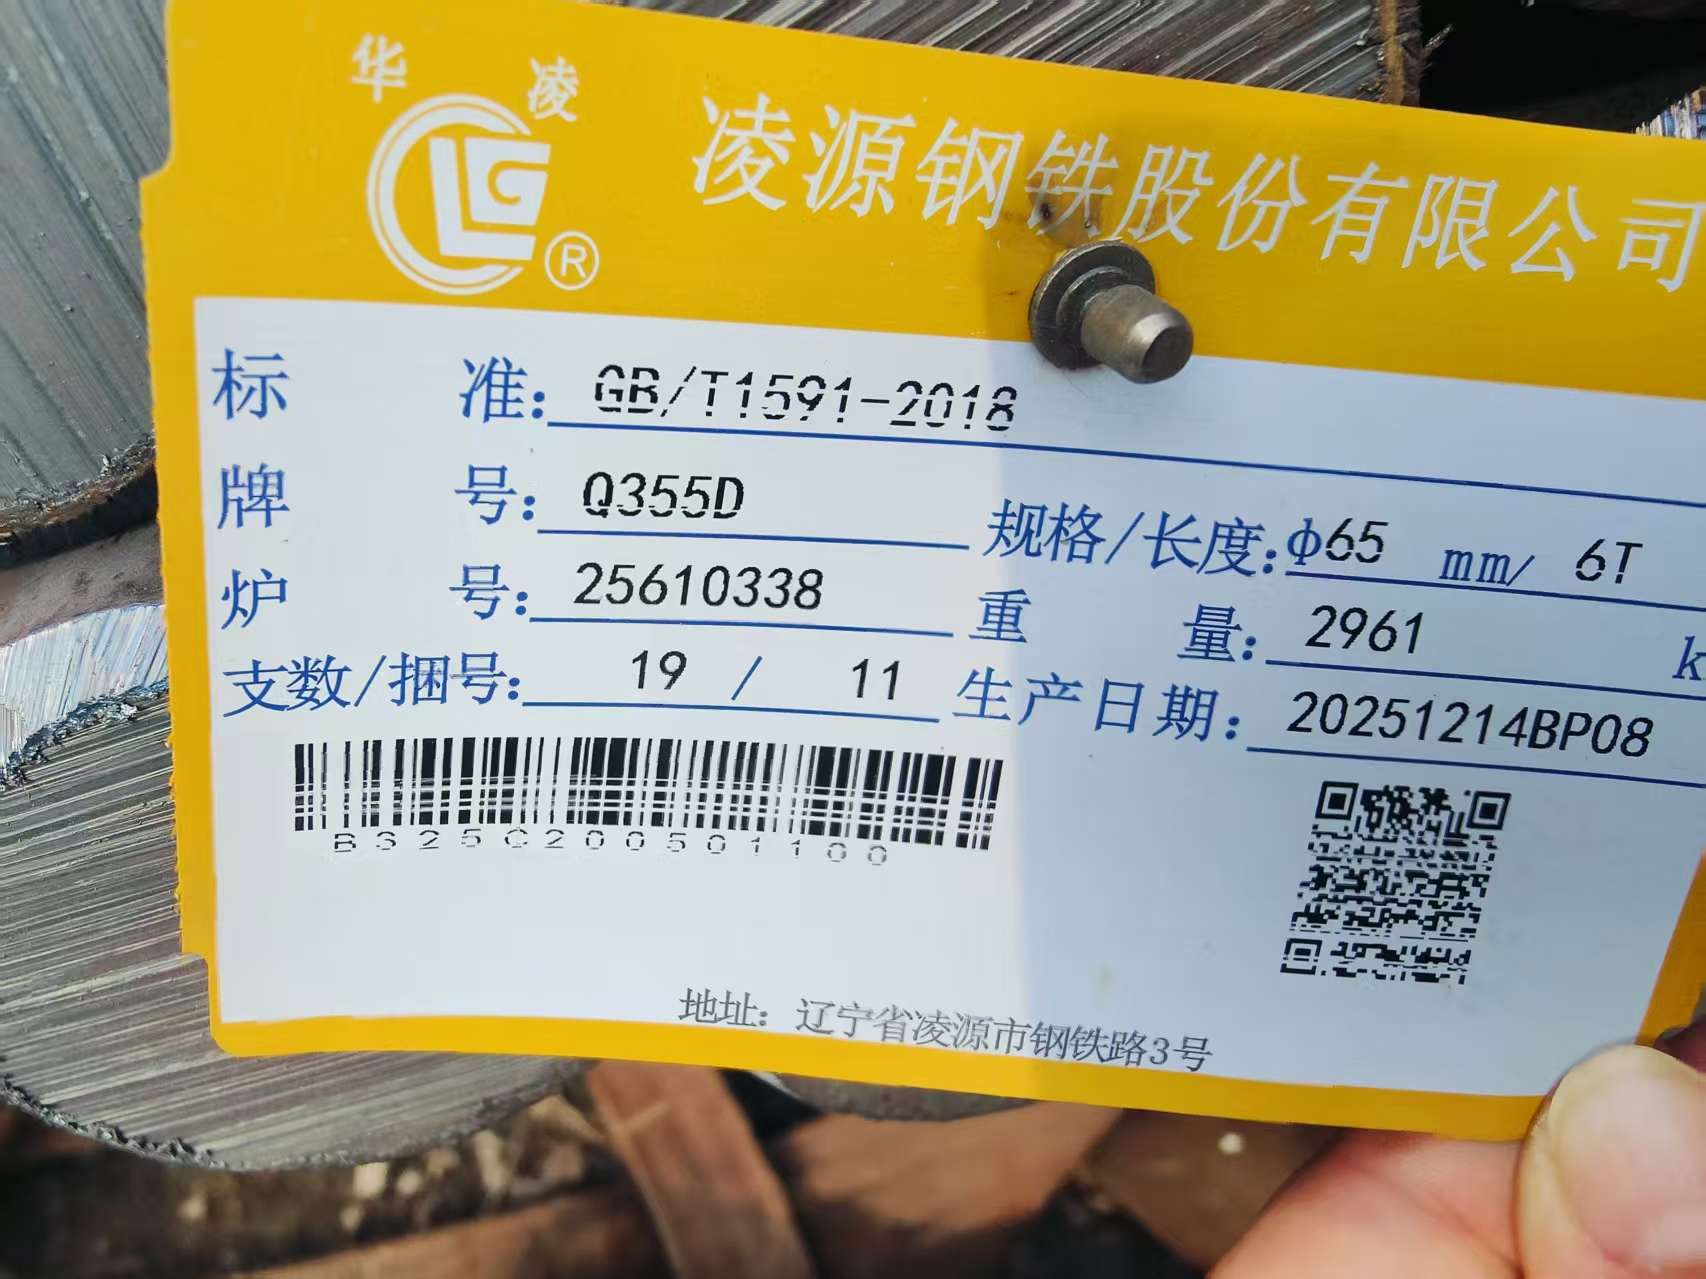 华 凌
LG ®
凌源钢铁股份有限公司
标 准: GB/T1591-2018
牌 号: Q355D 规格/长度: φ65 mm/ 6T
炉 号: 25610338 重 量: 2961 k
支数/捆号: 19 / 11 生产日期: 20251214BP08
BS25C200501100
地址: 辽宁省凌源市钢铁路3号